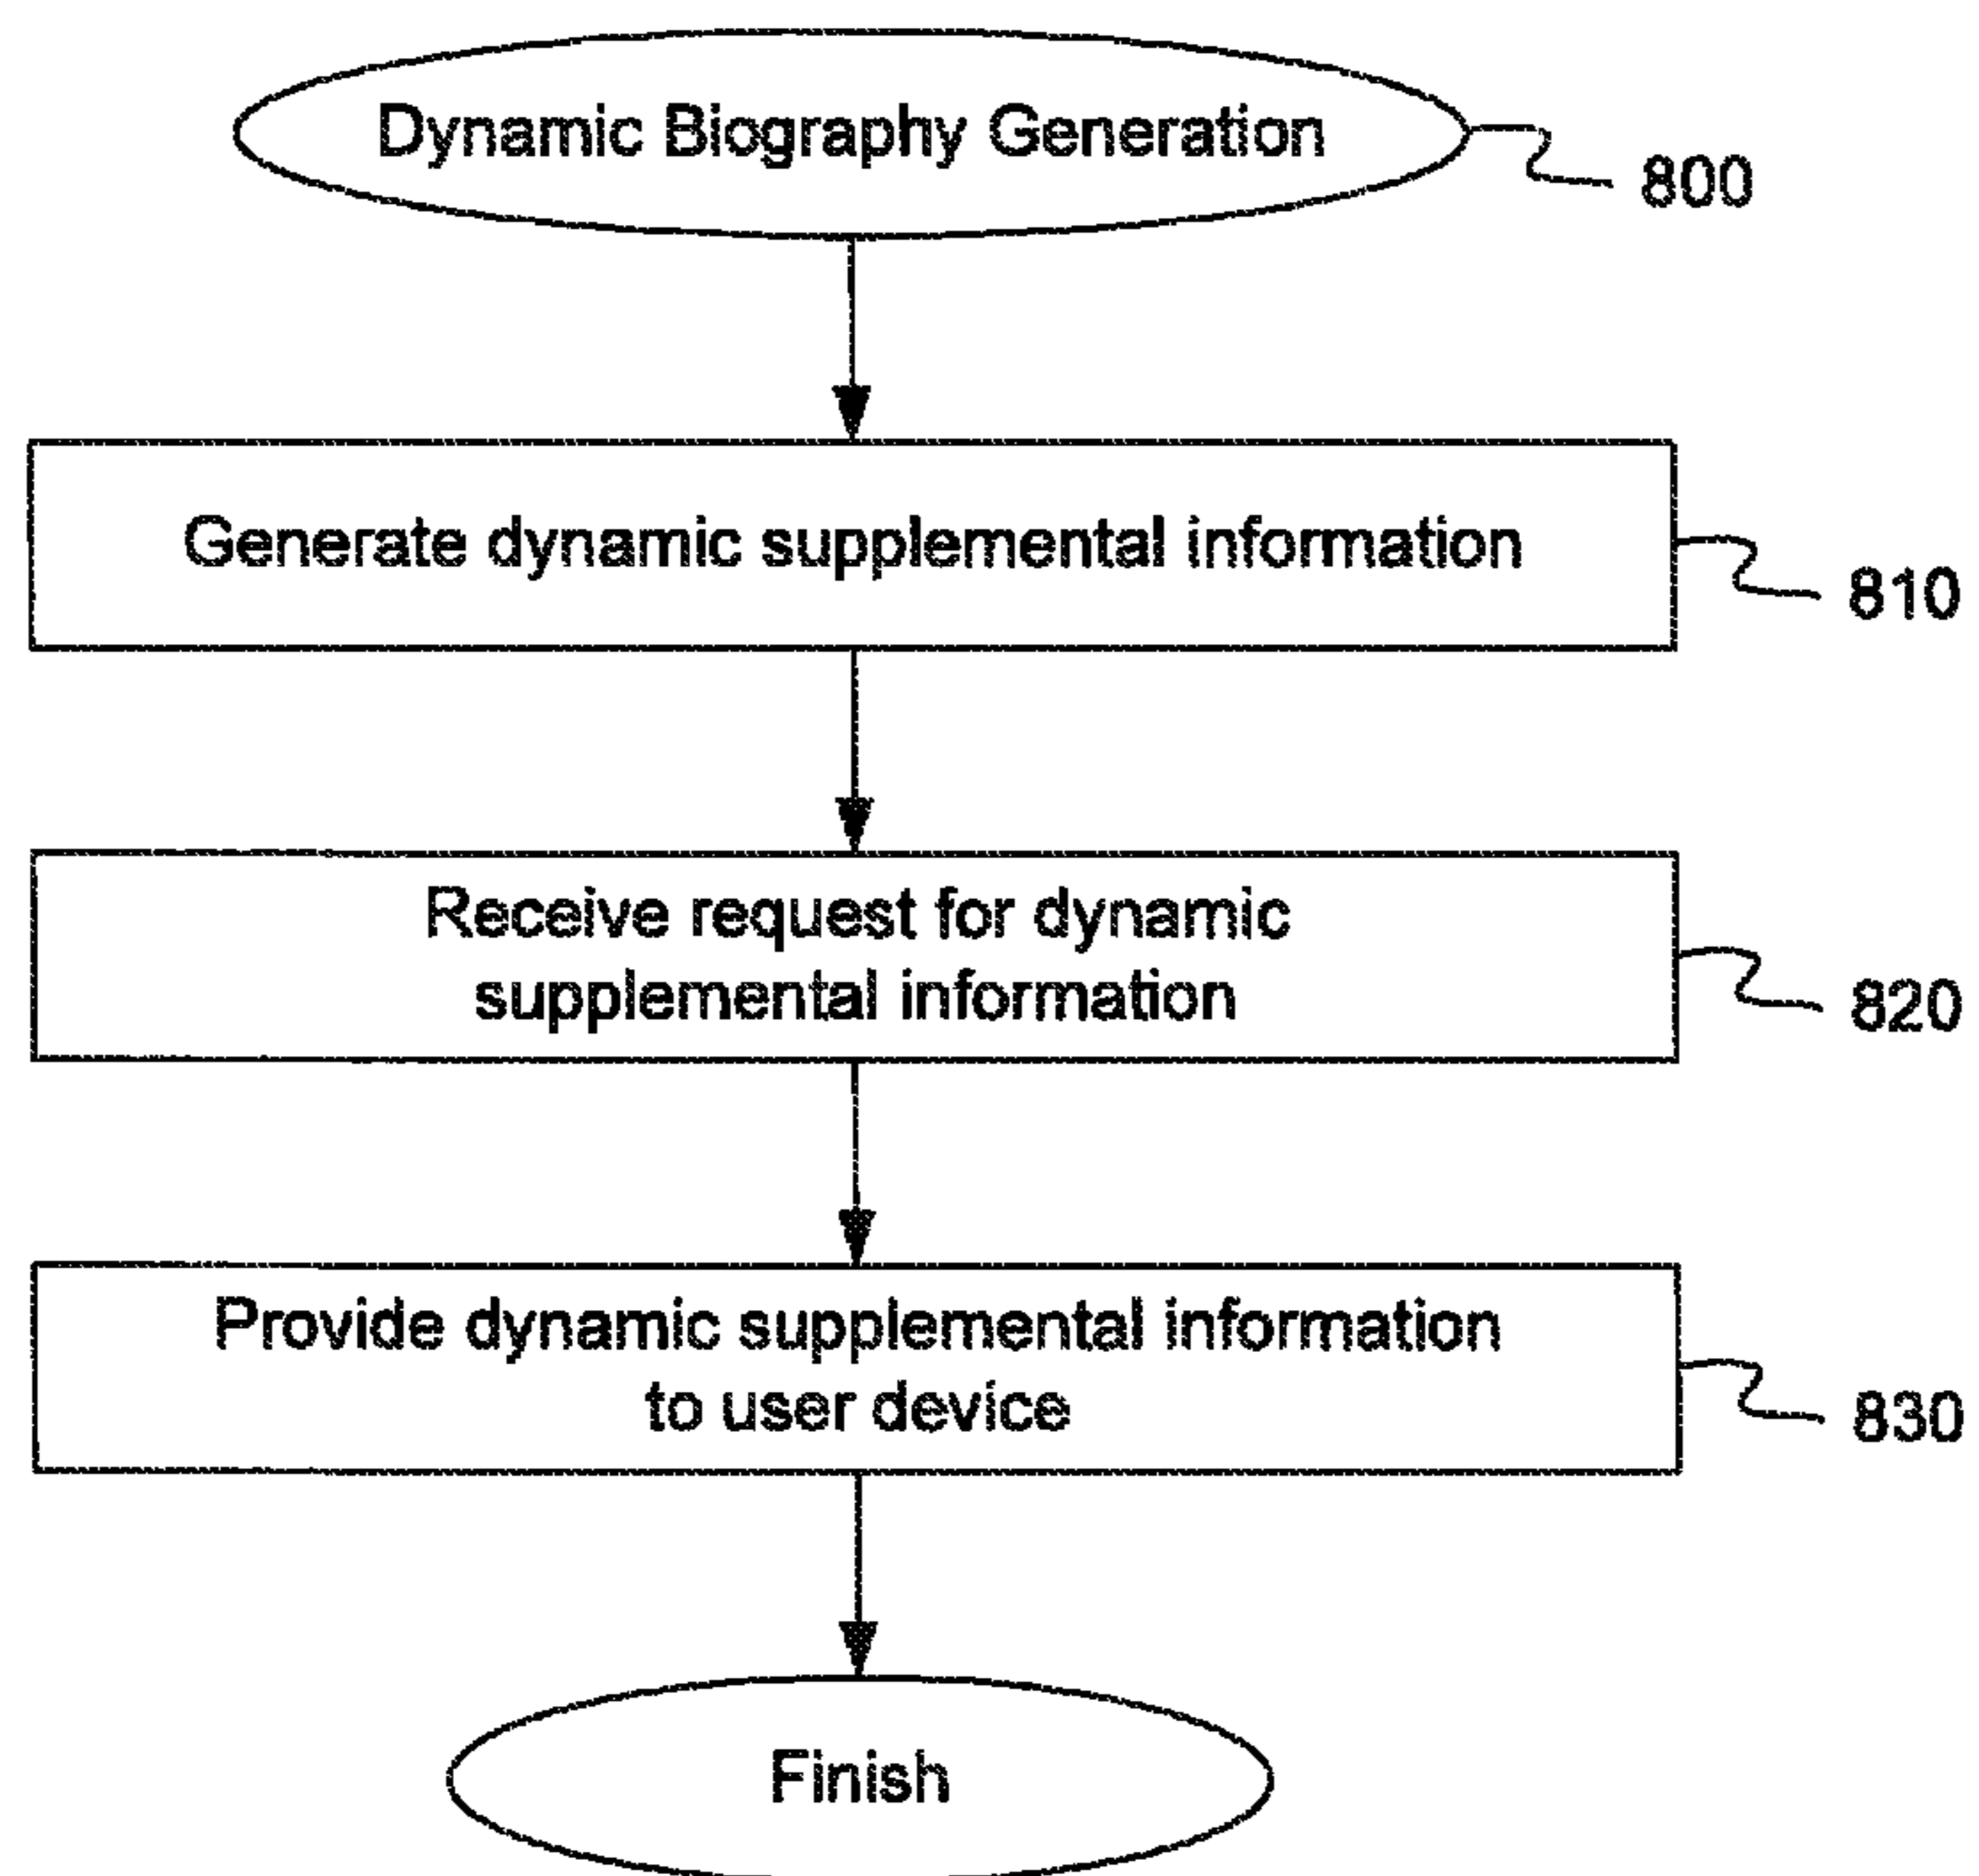 Dynamic Biography Generation
800
Generate dynamic supplemental information
810
Receive request for dynamic
supplemental information
820
Provide dynamic supplemental information
to user device
830
Finish